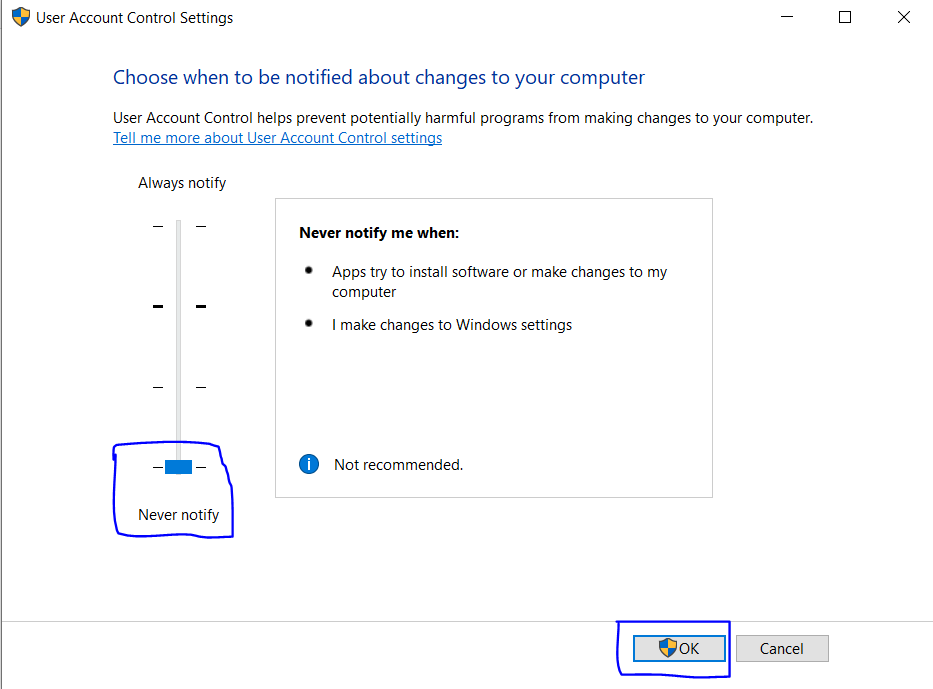 User Account Control Settings
Choose when to be notified about changes to your computer
User Account Control helps prevent potentially harmful programs from making changes to your computer.
Tell me more about User Account Control settings
Always notify
Never notify me when:
Apps try to install software or make changes to my
computer
I make changes to Windows settings
Not recommended.
Never notify
OK
Cancel